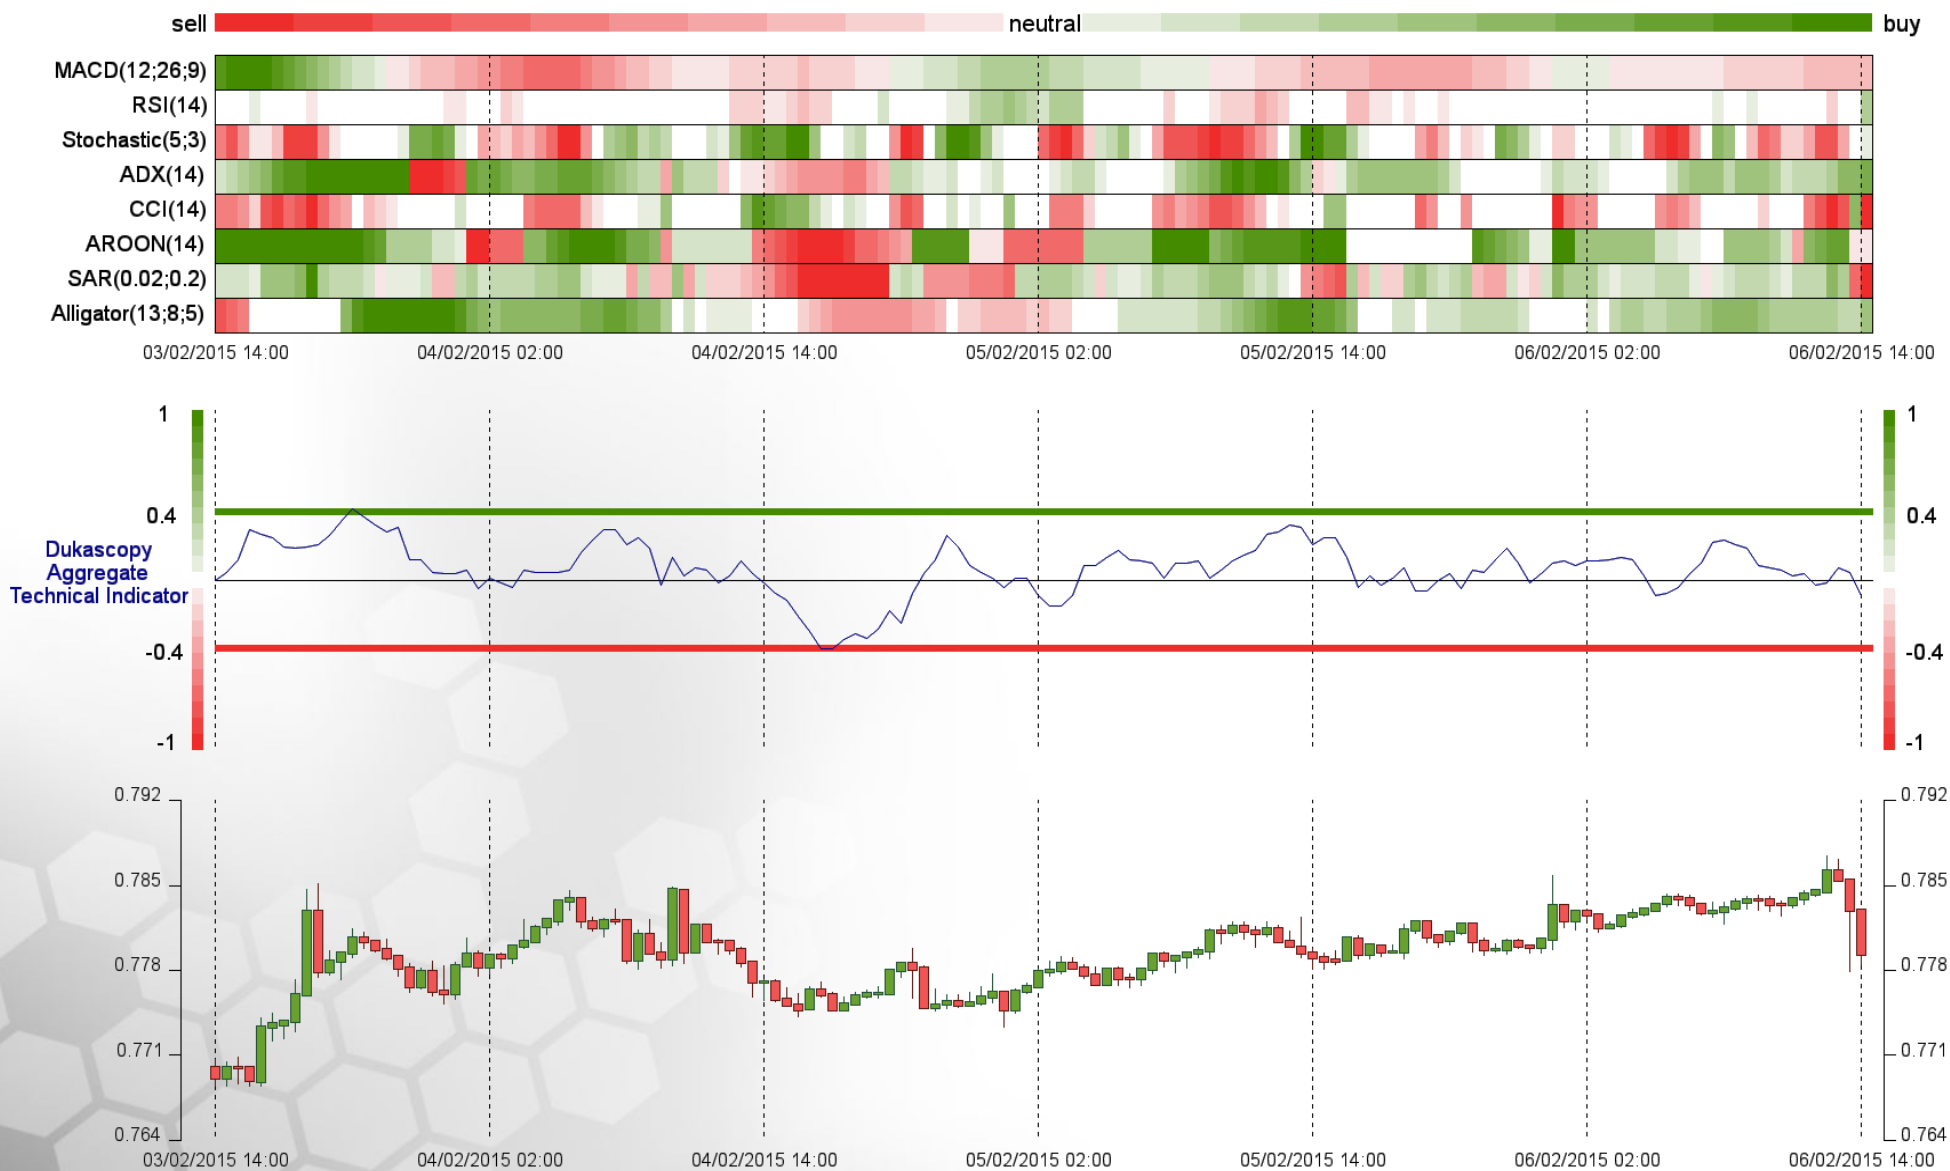 sell neutral buy
MACD(12;26;9)
RSI(14)
Stochastic(5;3)
ADX(14)
CCI(14)
AROON(14)
SAR(0.02;0.2)
Alligator(13;8;5)
03/02/2015 14:00 04/02/2015 02:00 04/02/2015 14:00 05/02/2015 02:00 05/02/2015 14:00 06/02/2015 02:00 06/02/2015 14:00
1 1
0.4 0.4
Dukascopy
Aggregate
Technical Indicator
-0.4 -0.4
-1 -1
0.792 0.792
0.785 0.785
0.778 0.778
0.771 0.771
0.764 0.764
03/02/2015 14:00 04/02/2015 02:00 04/02/2015 14:00 05/02/2015 02:00 05/02/2015 14:00 06/02/2015 02:00 06/02/2015 14:00